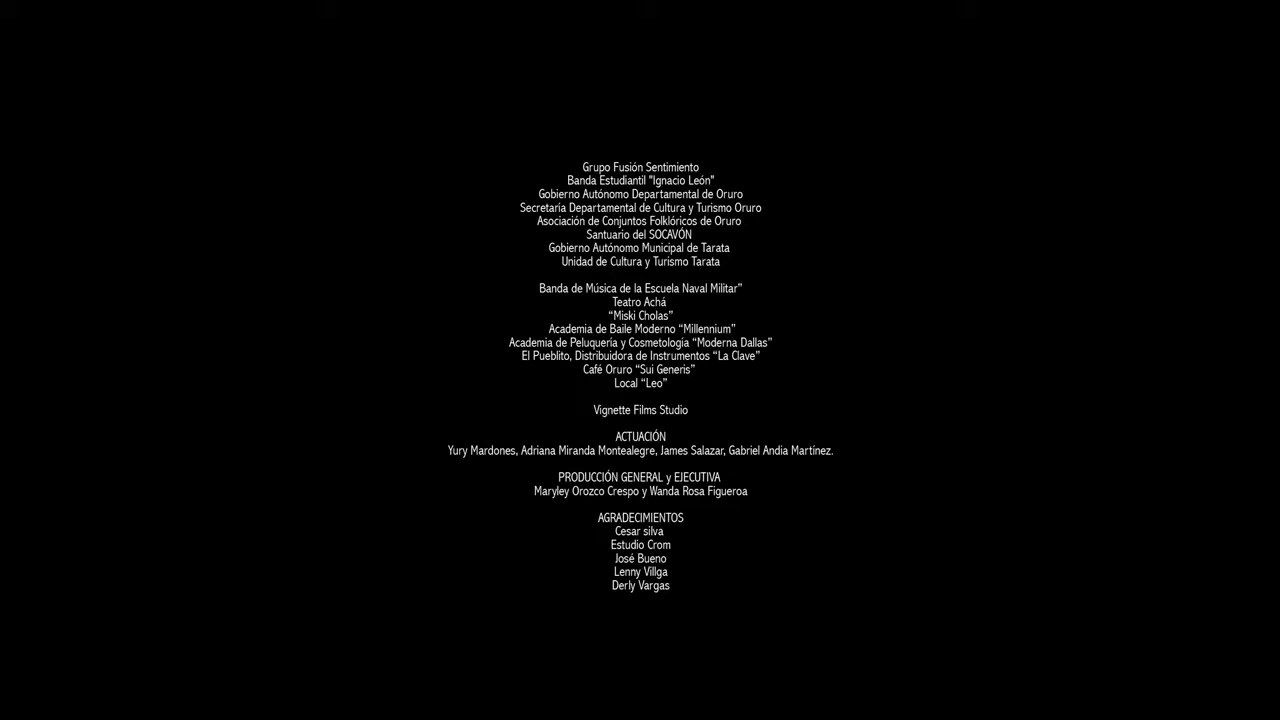 Grupo Fusión Sentimiento
Banda Estudiantil "Ignacio León"
Gobierno Autónomo Departamental de Oruro
Secretaría Departamental de Cultura y Turismo Oruro
Asociación de Conjuntos Folklóricos de Oruro
Santuario del SOCAVÓN
Gobierno Autónomo Municipal de Tarata
Unidad de Cultura y Turismo Tarata
Banda de Música de la Escuela Naval Militar”
Teatro Achá
“Miski Cholas”
Academia de Baile Moderno “Millennium”
Academia de Peluquería y Cosmetología “Moderna Dallas”
El Pueblito, Distribuidora de Instrumentos “La Clave”
Café Oruro “Sui Generis”
Local “Leo”
Vignette Films Studio
ACTUACIÓN
Yury Mardones, Adriana Miranda Montealegre, James Salazar, Gabriel Andia Martínez.
PRODUCCIÓN GENERAL y EJECUTIVA
Maryley Orozco Crespo y Wanda Rosa Figueroa
AGRADECIMIENTOS
Cesar silva
Estudio Crom
José Bueno
Lenny Villga
Derly Vargas